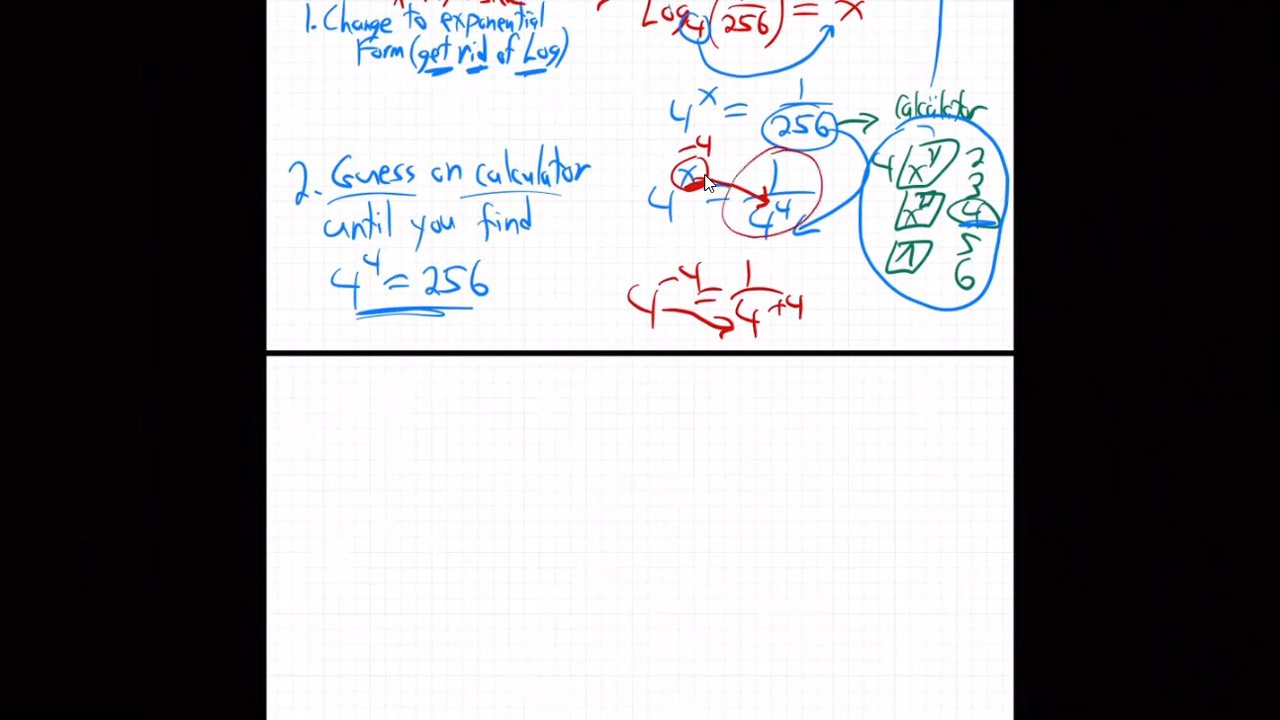 1. Change to exponential
Form (get rid of Log)
Log₄(1/256) = x
4^x = 1/256
Calculator
4 x^y 2
3
x^y 4
^ 5
6
2. Guess on calculator
until you find
4^4 = 256
-4
4^x = 1/4^4
4^-4 = 1/4^+4